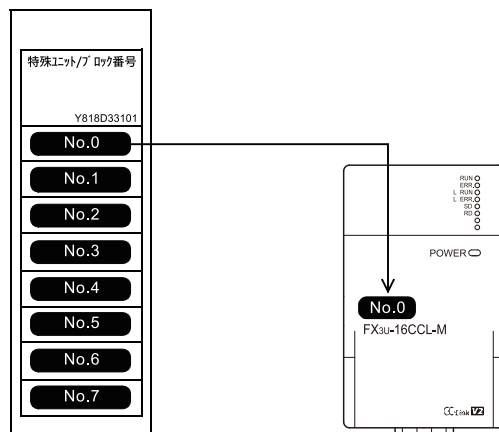 特殊ユニット/ブロック番号
Y818D33101
No.0
No.1
No.2
No.3
No.4
No.5
No.6
No.7
RUN
ERR.
L RUN
L ERR.
SD
RD
POWER
No.0
FX3U-16CCL-M
CC-Link V2